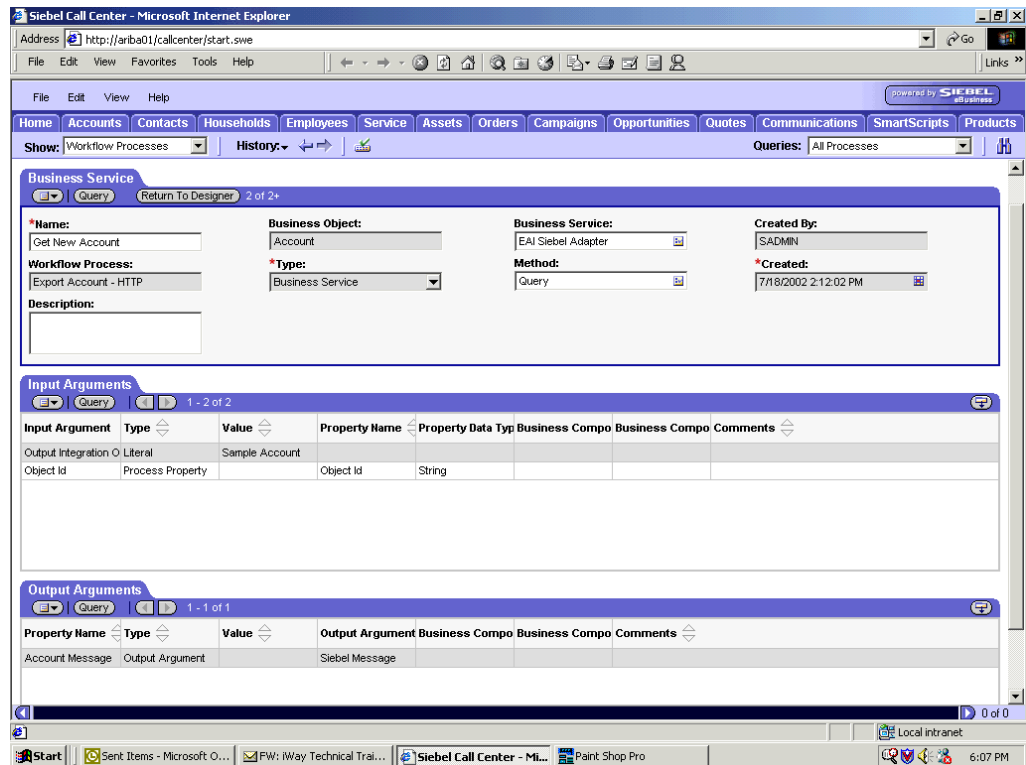 Siebel Call Center - Microsoft Internet Explorer
Address http://ariba01/callcenter/start.swe Go
File Edit View Favorites Tools Help Links »
File Edit View Help powered by SIEBEL eBusiness
Home Accounts Contacts Households Employees Service Assets Orders Campaigns Opportunities Quotes Communications SmartScripts Products
Show: Workflow Processes History: Queries: All Processes
Business Service
Query Return To Designer 2 of 2+
*Name: Business Object: Business Service: Created By:
Get New Account Account EAI Siebel Adapter SADMIN
Workflow Process: *Type: Method: *Created:
Export Account - HTTP Business Service Query 7/18/2002 2:12:02 PM
Description:
Input Arguments
Query 1 - 2 of 2
Input Argument Type Value Property Name Property Data Typ Business Compo Business Compo Comments
Output Integration O Literal Sample Account
Object Id Process Property Object Id String
Output Arguments
Query 1 - 1 of 1
Property Name Type Value Output Argument Business Compo Business Compo Comments
Account Message Output Argument Siebel Message
0 of 0
Local intranet
Start Sent Items - Microsoft O... FW: iWay Technical Trai... Siebel Call Center - Mi... Paint Shop Pro 6:07 PM